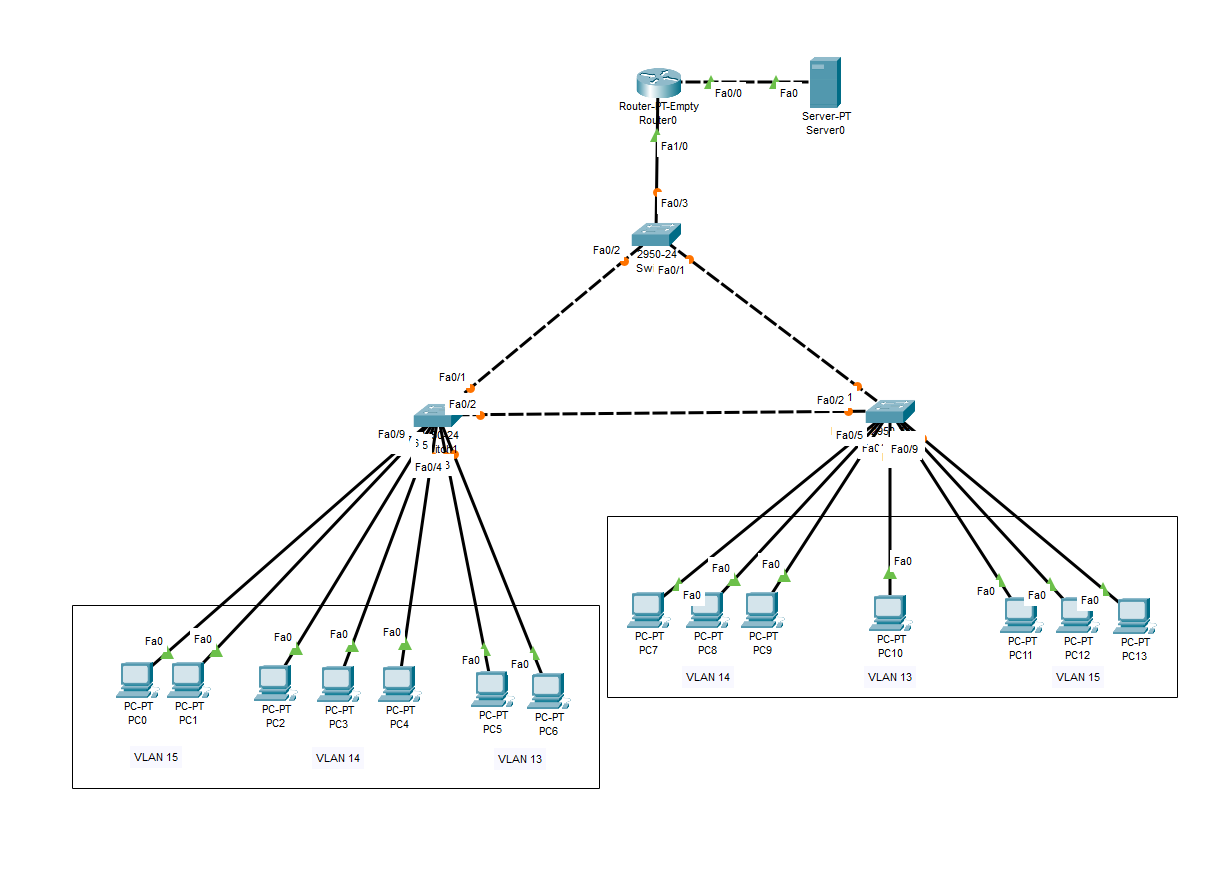 Fa0/0
Fa0
Router-PT-Empty
Router0
Server-PT
Server0
Fa1/0
Fa0/3
Fa0/2
2950-24
Fa0/1
Fa0/1
Fa0/2
Fa0/2
1
Fa0/9
5
Fa0/4
Fa0/5
Fa0/9
Fa0
Fa0
Fa0
Fa0
Fa0
Fa0
Fa0
Fa0
PC-PT
PC7
PC-PT
PC8
PC-PT
PC9
PC-PT
PC10
PC-PT
PC11
PC-PT
PC12
PC-PT
PC13
VLAN 14
VLAN 13
VLAN 15
Fa0
Fa0
Fa0
Fa0
Fa0
Fa0
PC-PT
PC0
PC-PT
PC1
PC-PT
PC2
PC-PT
PC3
PC-PT
PC4
PC-PT
PC5
PC-PT
PC6
VLAN 15
VLAN 14
VLAN 13